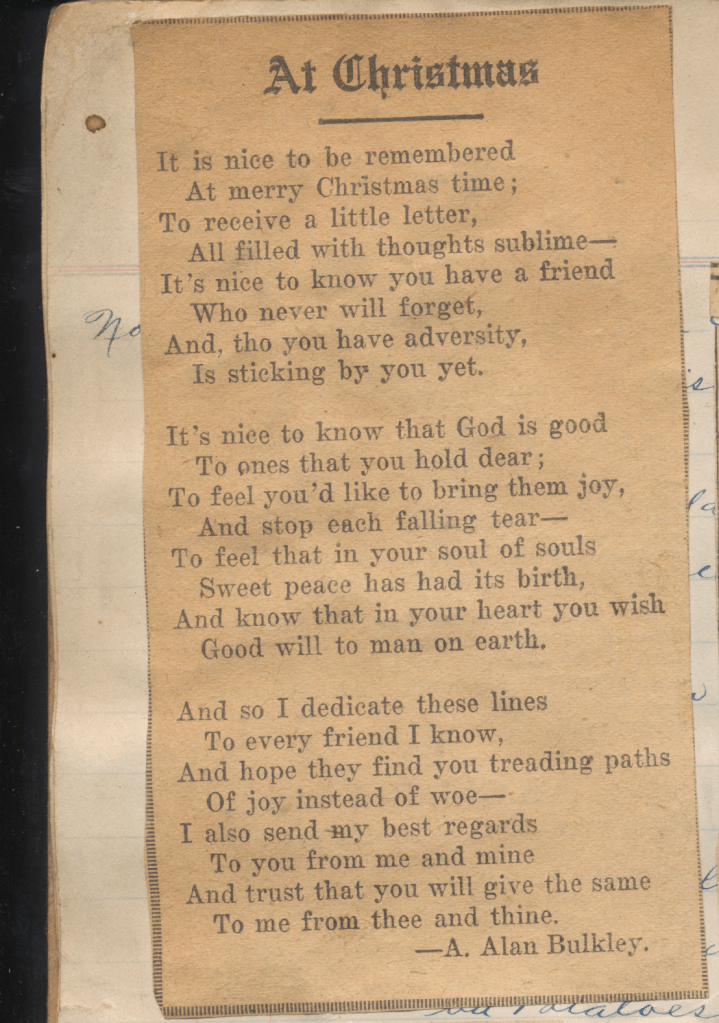 At Christmas
It is nice to be remembered
At merry Christmas time;
To receive a little letter,
All filled with thoughts sublime—
It's nice to know you have a friend
Who never will forget,
And, tho you have adversity,
Is sticking by you yet.
It's nice to know that God is good
To ones that you hold dear;
To feel you'd like to bring them joy,
And stop each falling tear—
To feel that in your soul of souls
Sweet peace has had its birth,
And know that in your heart you wish
Good will to man on earth.
And so I dedicate these lines
To every friend I know,
And hope they find you treading paths
Of joy instead of woe—
I also send my best regards
To you from me and mine
And trust that you will give the same
To me from thee and thine.
—A. Alan Bulkley.
No
Potatoes